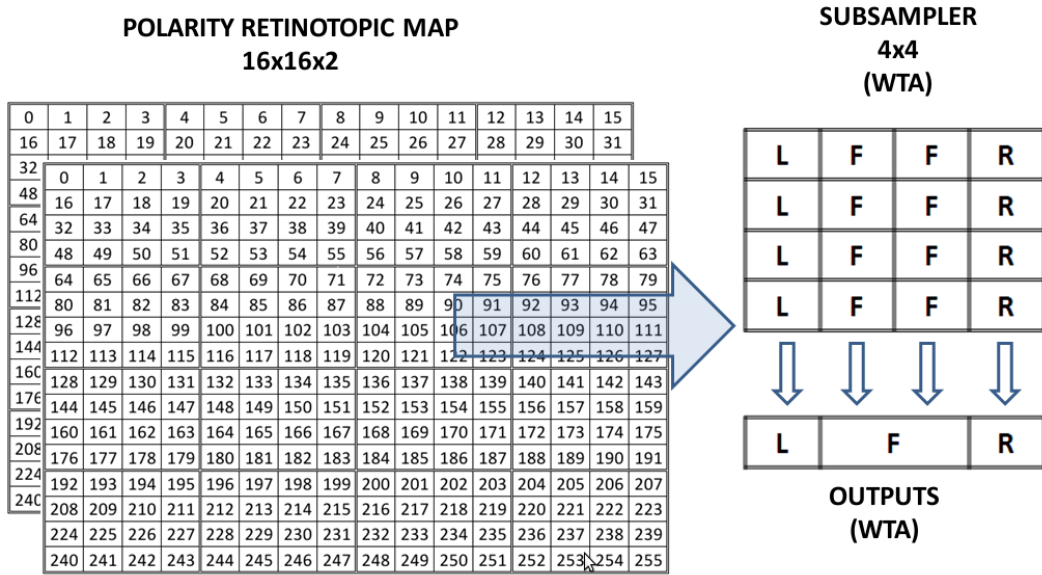 POLARITY RETINOTOPIC MAP
16x16x2
0 1 2 3 4 5 6 7 8 9 10 11 12 13 14 15
16 17 18 19 20 21 22 23 24 25 26 27 28 29 30 31
32
48
64
80
96
112
128
144
160
176
192
208
224
240
0 1 2 3 4 5 6 7 8 9 10 11 12 13 14 15
16 17 18 19 20 21 22 23 24 25 26 27 28 29 30 31
32 33 34 35 36 37 38 39 40 41 42 43 44 45 46 47
48 49 50 51 52 53 54 55 56 57 58 59 60 61 62 63
64 65 66 67 68 69 70 71 72 73 74 75 76 77 78 79
80 81 82 83 84 85 86 87 88 89 90 91 92 93 94 95
96 97 98 99 100 101 102 103 104 105 106 107 108 109 110 111
112 113 114 115 116 117 118 119 120 121 122 123 124 125 126 127
128 129 130 131 132 133 134 135 136 137 138 139 140 141 142 143
144 145 146 147 148 149 150 151 152 153 154 155 156 157 158 159
160 161 162 163 164 165 166 167 168 169 170 171 172 173 174 175
176 177 178 179 180 181 182 183 184 185 186 187 188 189 190 191
192 193 194 195 196 197 198 199 200 201 202 203 204 205 206 207
208 209 210 211 212 213 214 215 216 217 218 219 220 221 222 223
224 225 226 227 228 229 230 231 232 233 234 235 236 237 238 239
240 241 242 243 244 245 246 247 248 249 250 251 252 253 254 255
SUBSAMPLER
4x4
(WTA)
L F F R
L F F R
L F F R
L F F R
L F R
OUTPUTS
(WTA)